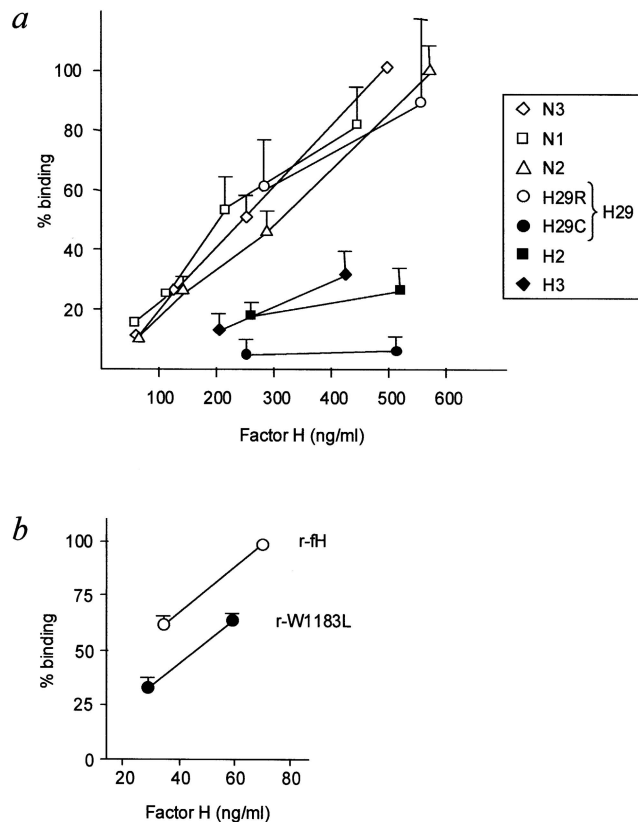 a
100
80
60
40
20
% binding
100 200 300 400 500 600
Factor H (ng/ml)
N3
N1
N2
H29R
H29C
H29
H2
H3
b
100
75
50
25
0
% binding
r-fH
r-W1183L
20 40 60 80
Factor H (ng/ml)